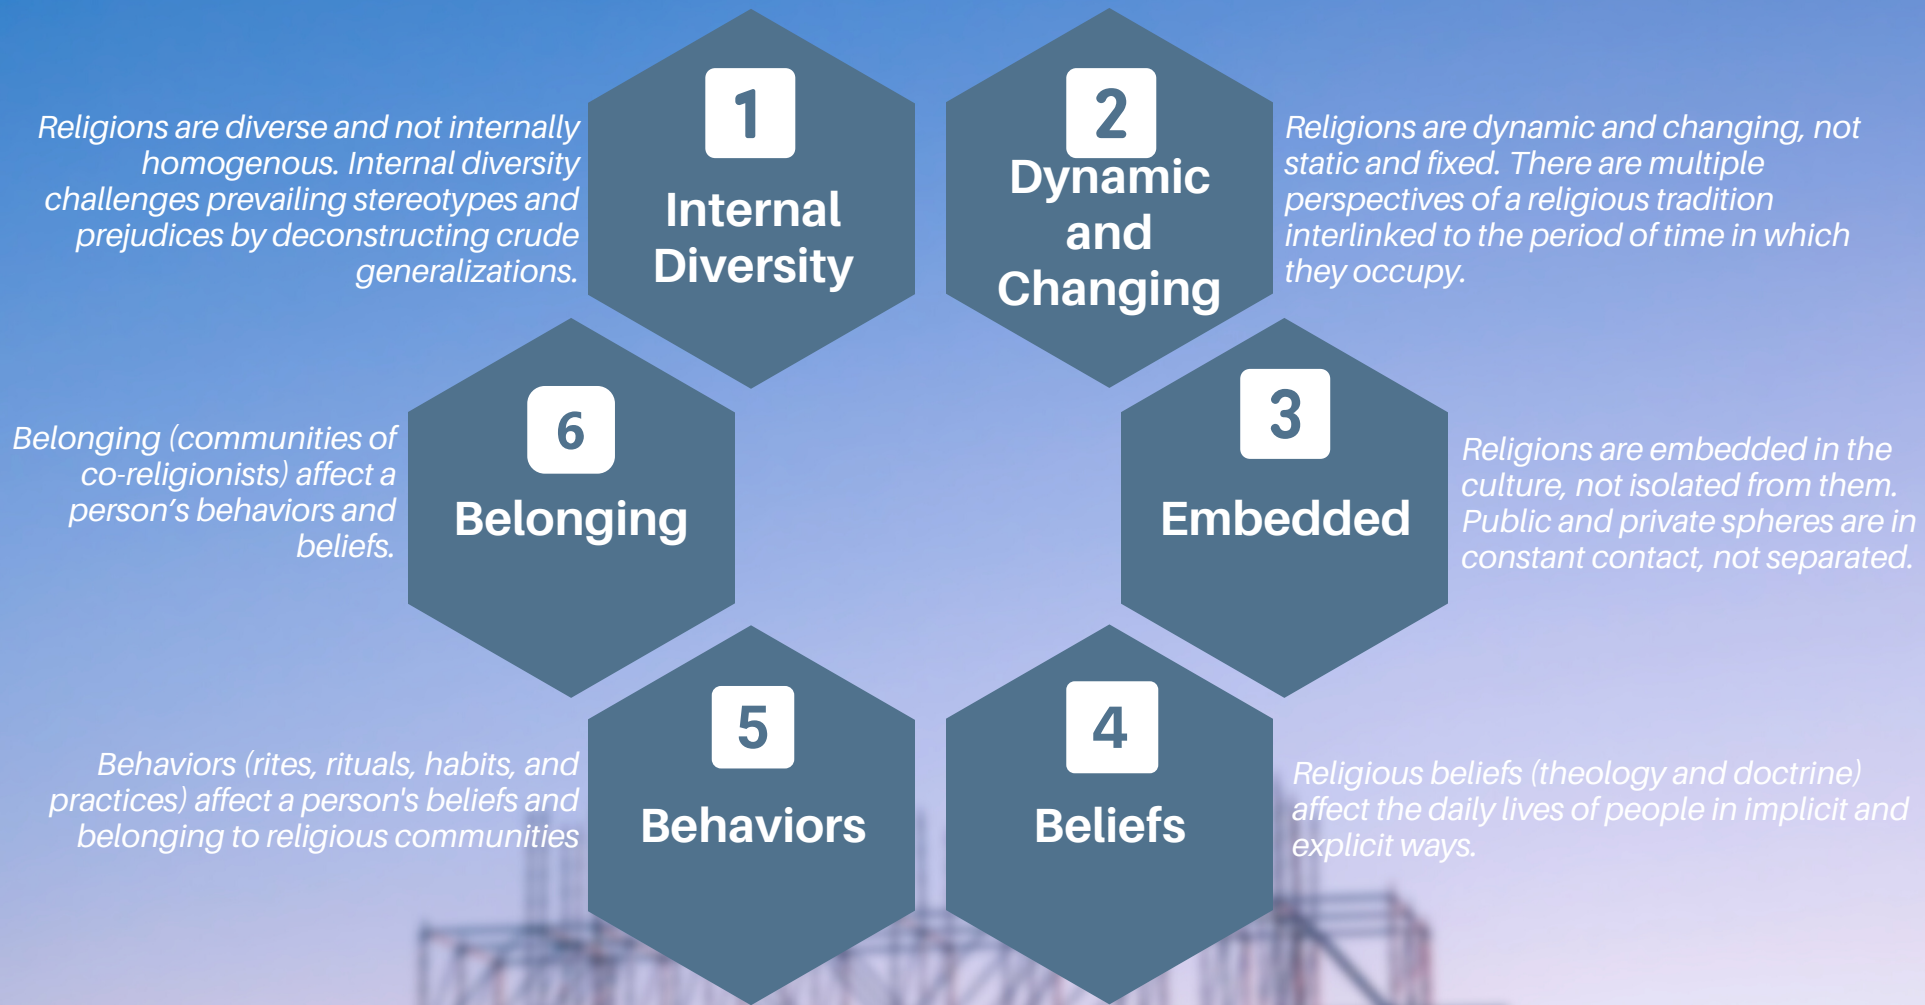 1
Internal
Diversity
Religions are diverse and not internally
homogenous. Internal diversity
challenges prevailing stereotypes and
prejudices by deconstructing crude
generalizations.
2
Dynamic
and
Changing
Religions are dynamic and changing, not
static and fixed. There are multiple
perspectives of a religious tradition
interlinked to the period of time in which
they occupy.
3
Embedded
Religions are embedded in the
culture, not isolated from them.
Public and private spheres are in
constant contact, not separated.
4
Beliefs
Religious beliefs (theology and doctrine)
affect the daily lives of people in implicit and
explicit ways.
5
Behaviors
Behaviors (rites, rituals, habits, and
practices) affect a person's beliefs and
belonging to religious communities
6
Belonging
Belonging (communities of
co-religionists) affect a
person’s behaviors and
beliefs.